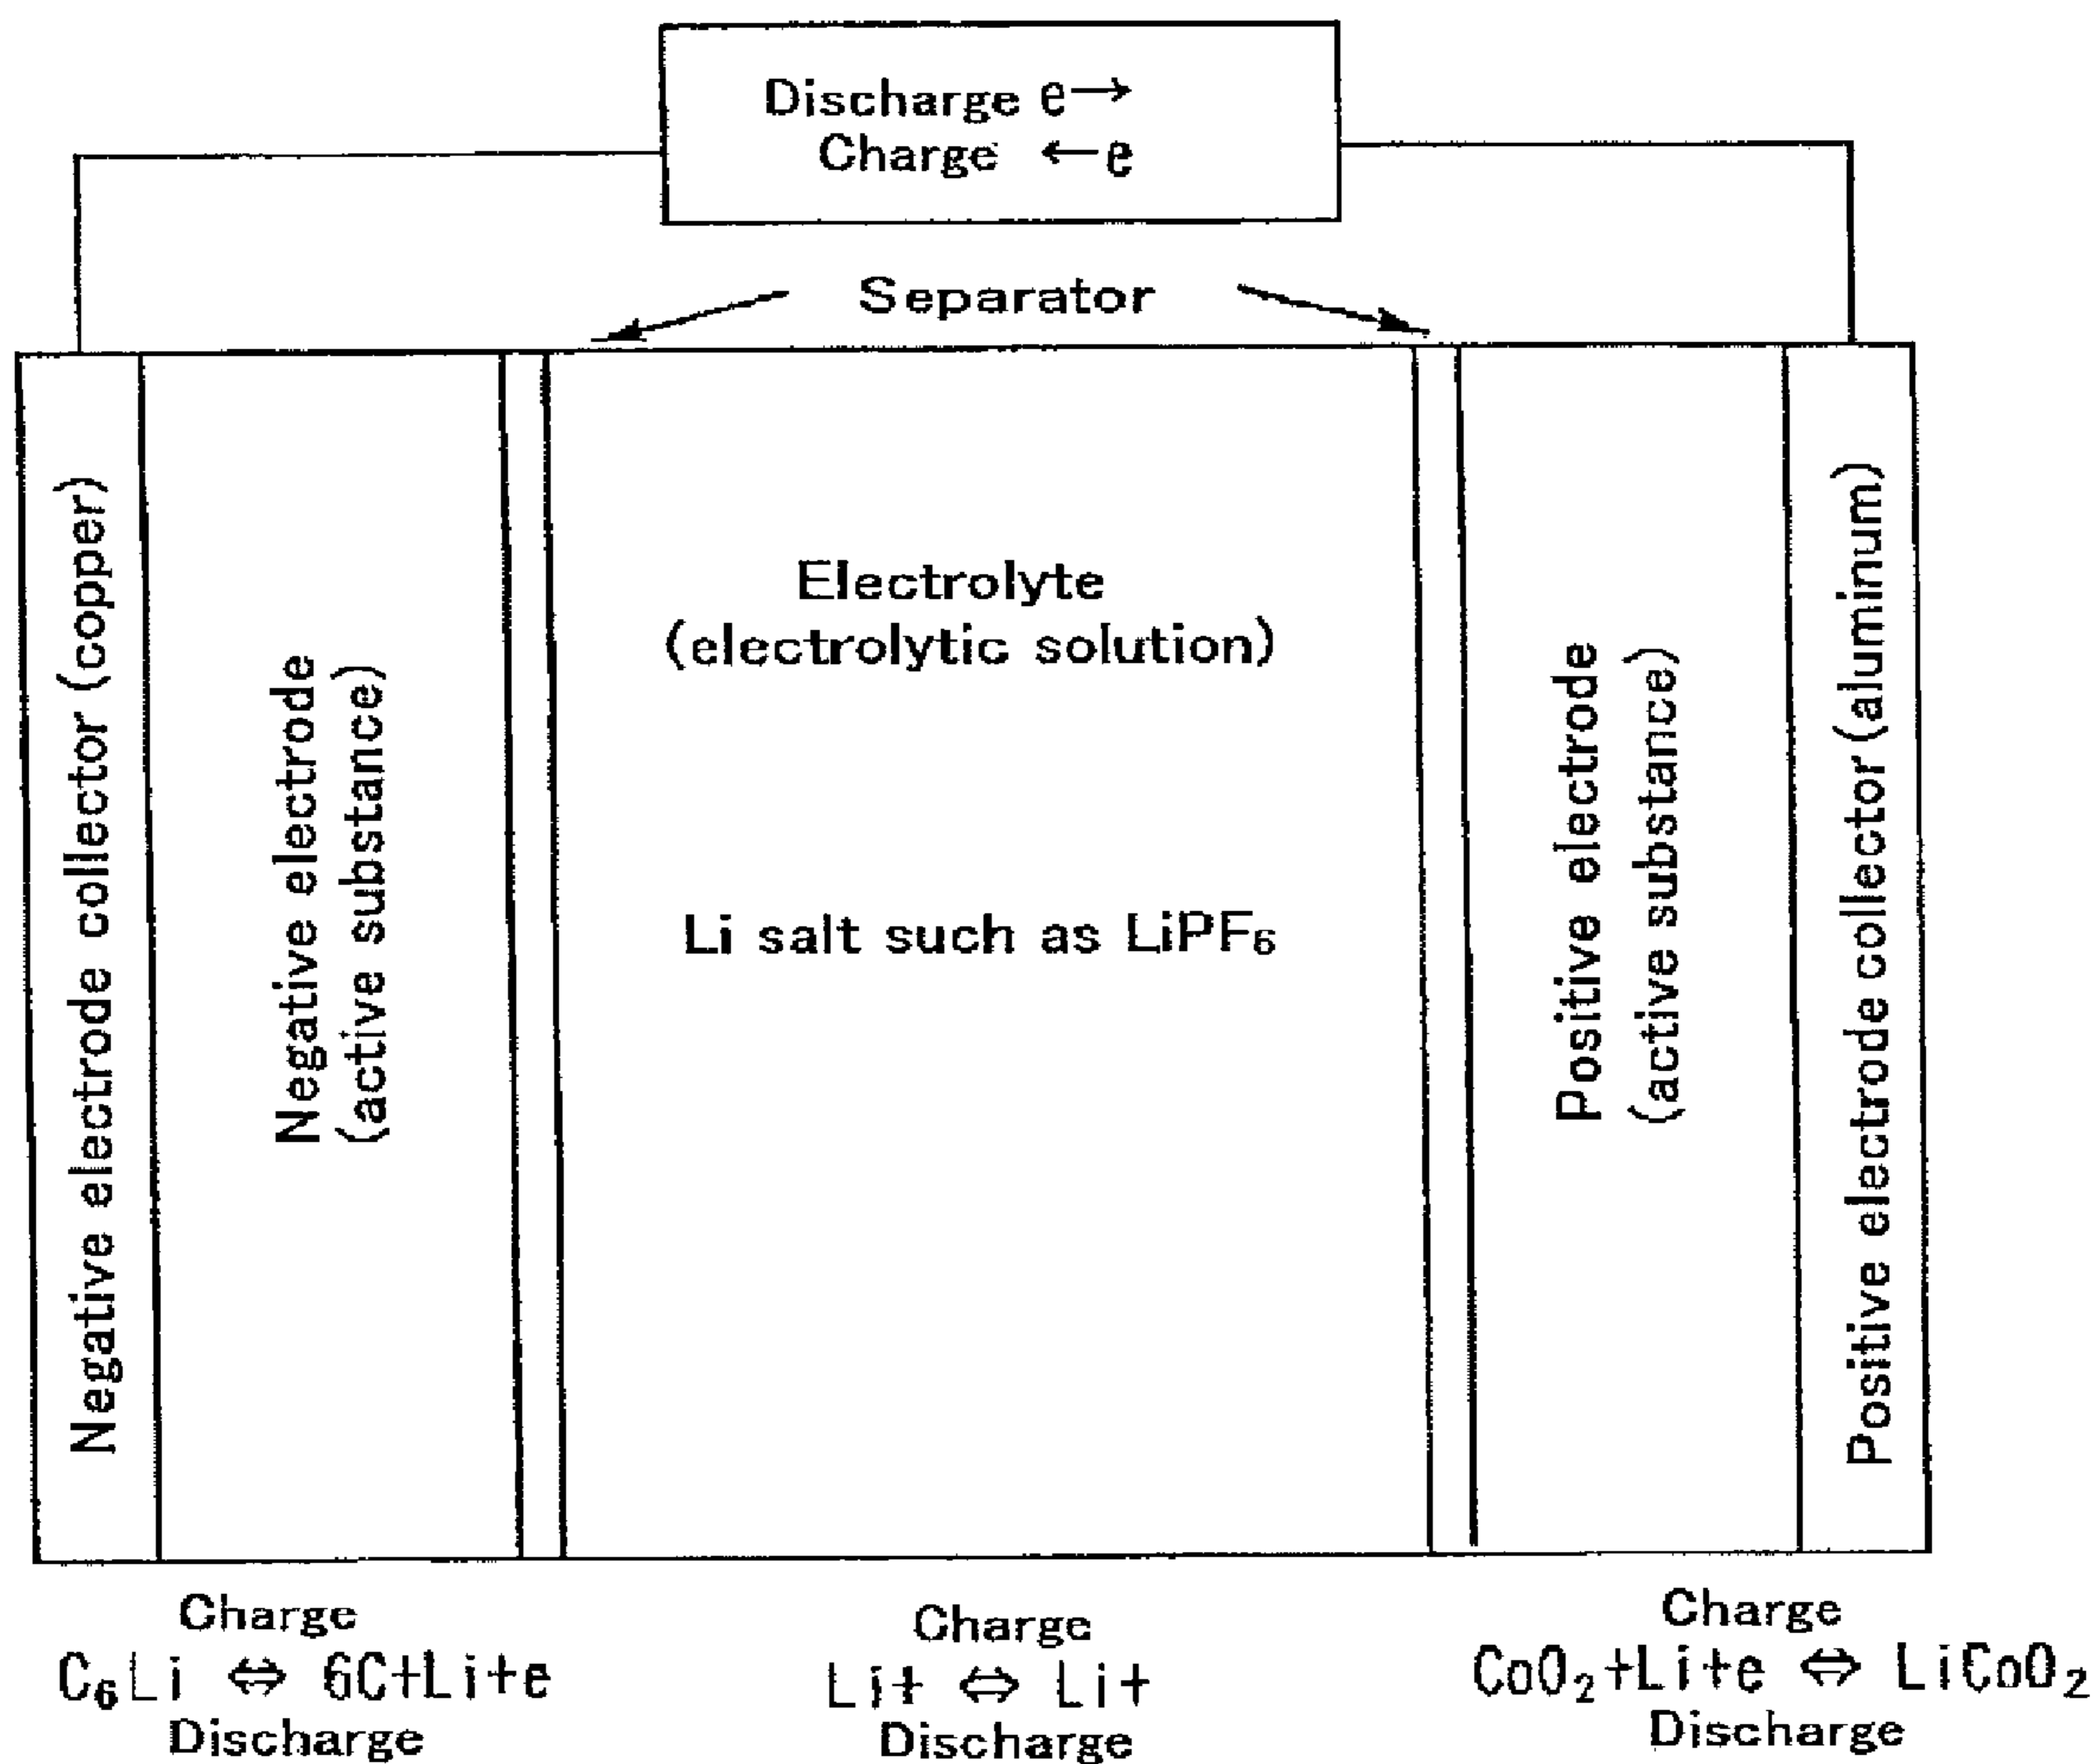 Discharge e→
Charge ←e
Separator
Negative electrode collector (copper)
Negative electrode
(active substance)
Electrolyte
(electrolytic solution)
Li salt such as LiPF₆
Positive electrode
(active substance)
Positive electrode collector(aluminum)
Charge
C₆Li ⇔ 6C+Li+e
Discharge
Charge
Li+ ⇔ Li+
Discharge
Charge
CoO₂+Li+e ⇔ LiCoO₂
Discharge